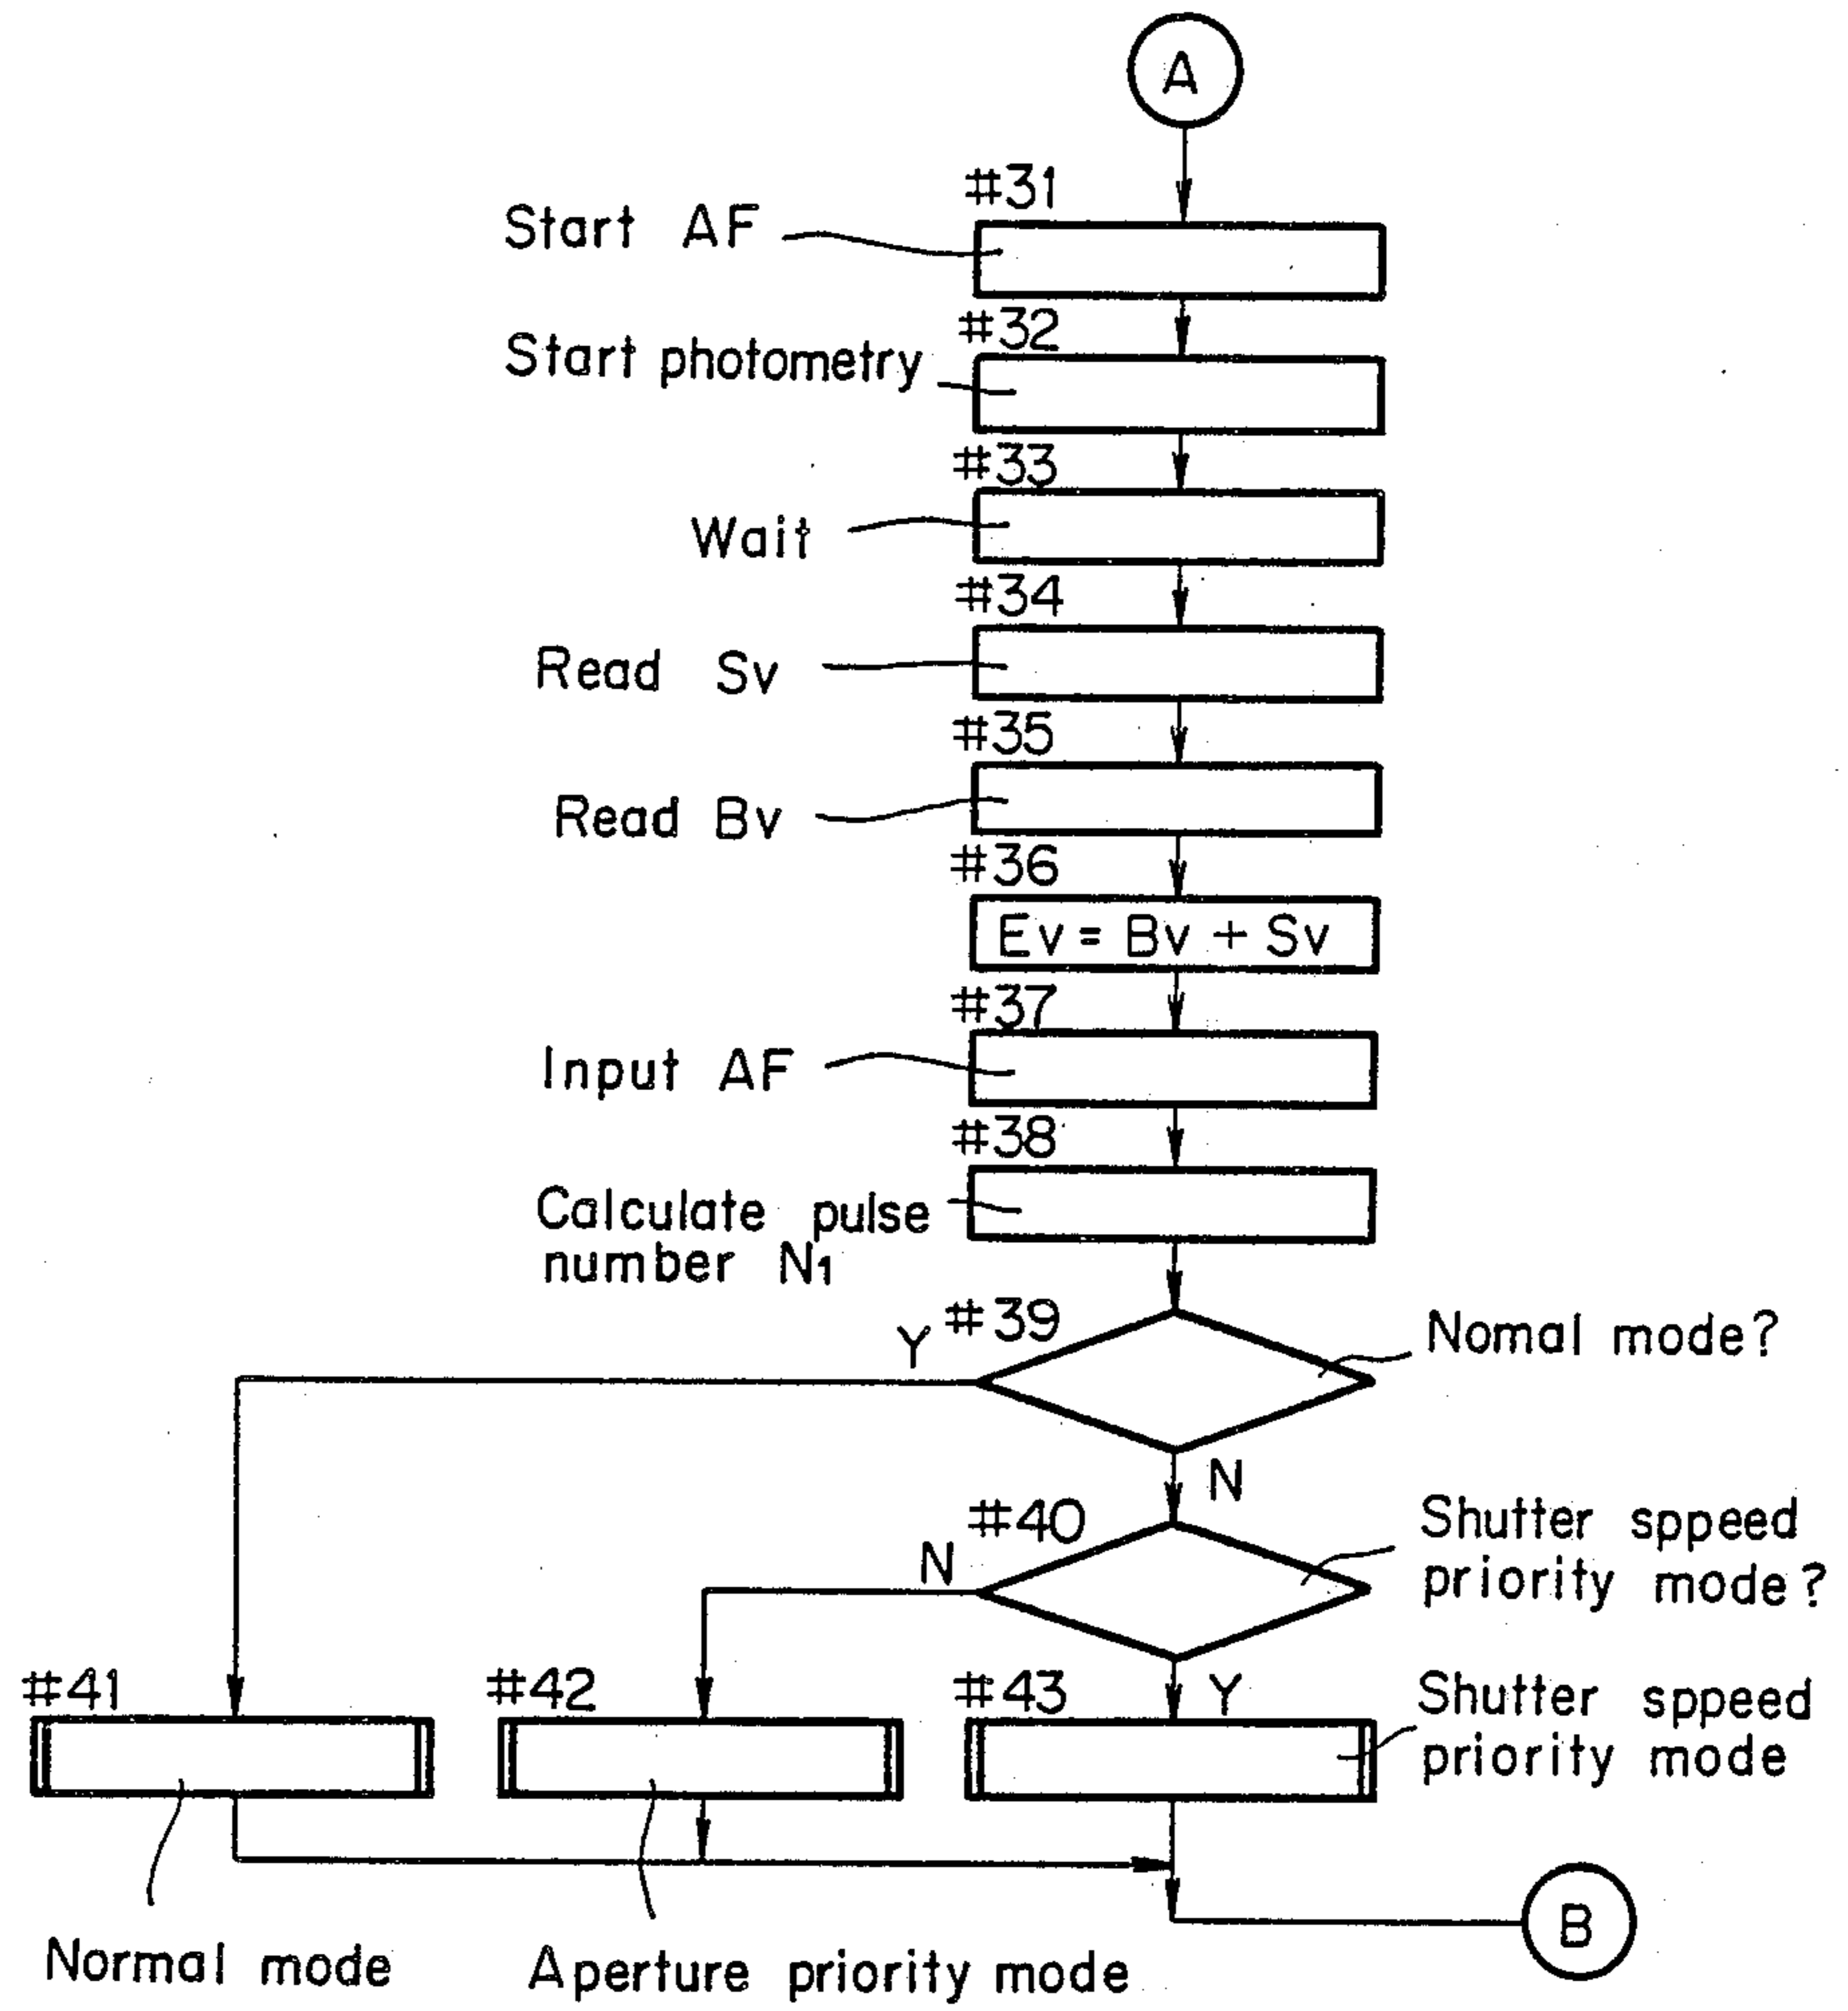 A
#31
Start AF
#32
Start photometry
#33
Wait
#34
Read Sv
#35
Read Bv
#36
Ev = Bv + Sv
#37
Input AF
#38
Calculate pulse
number N1
#39
Y
Nomal mode?
N
#40
N
Shutter sppeed
priority mode?
#41
#42
#43
Y
Shutter sppeed
priority mode
B
Normal mode
Aperture priority mode